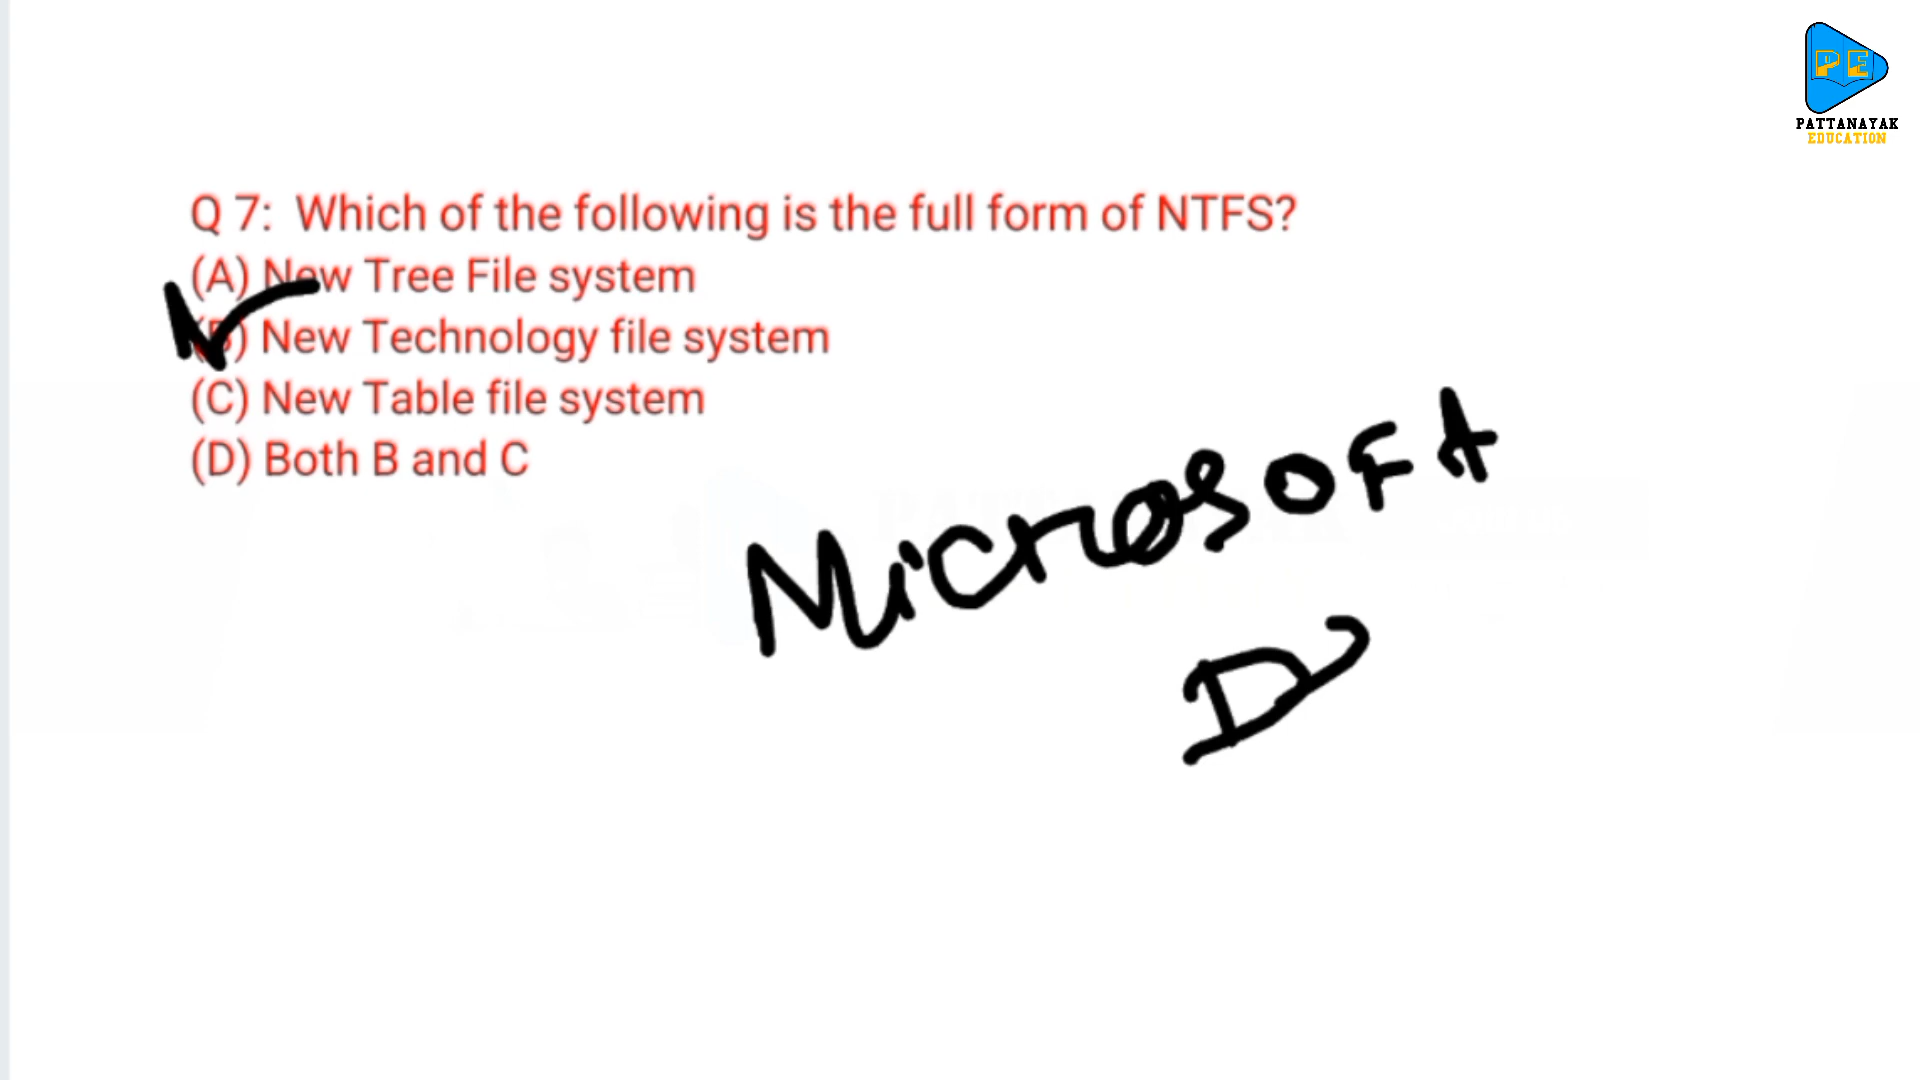 PE
PATTANAYAK
EDUCATION
Q 7: Which of the following is the full form of NTFS?
(A) New Tree File system
(B) New Technology file system
(C) New Table file system
(D) Both B and C
Microsoft
D